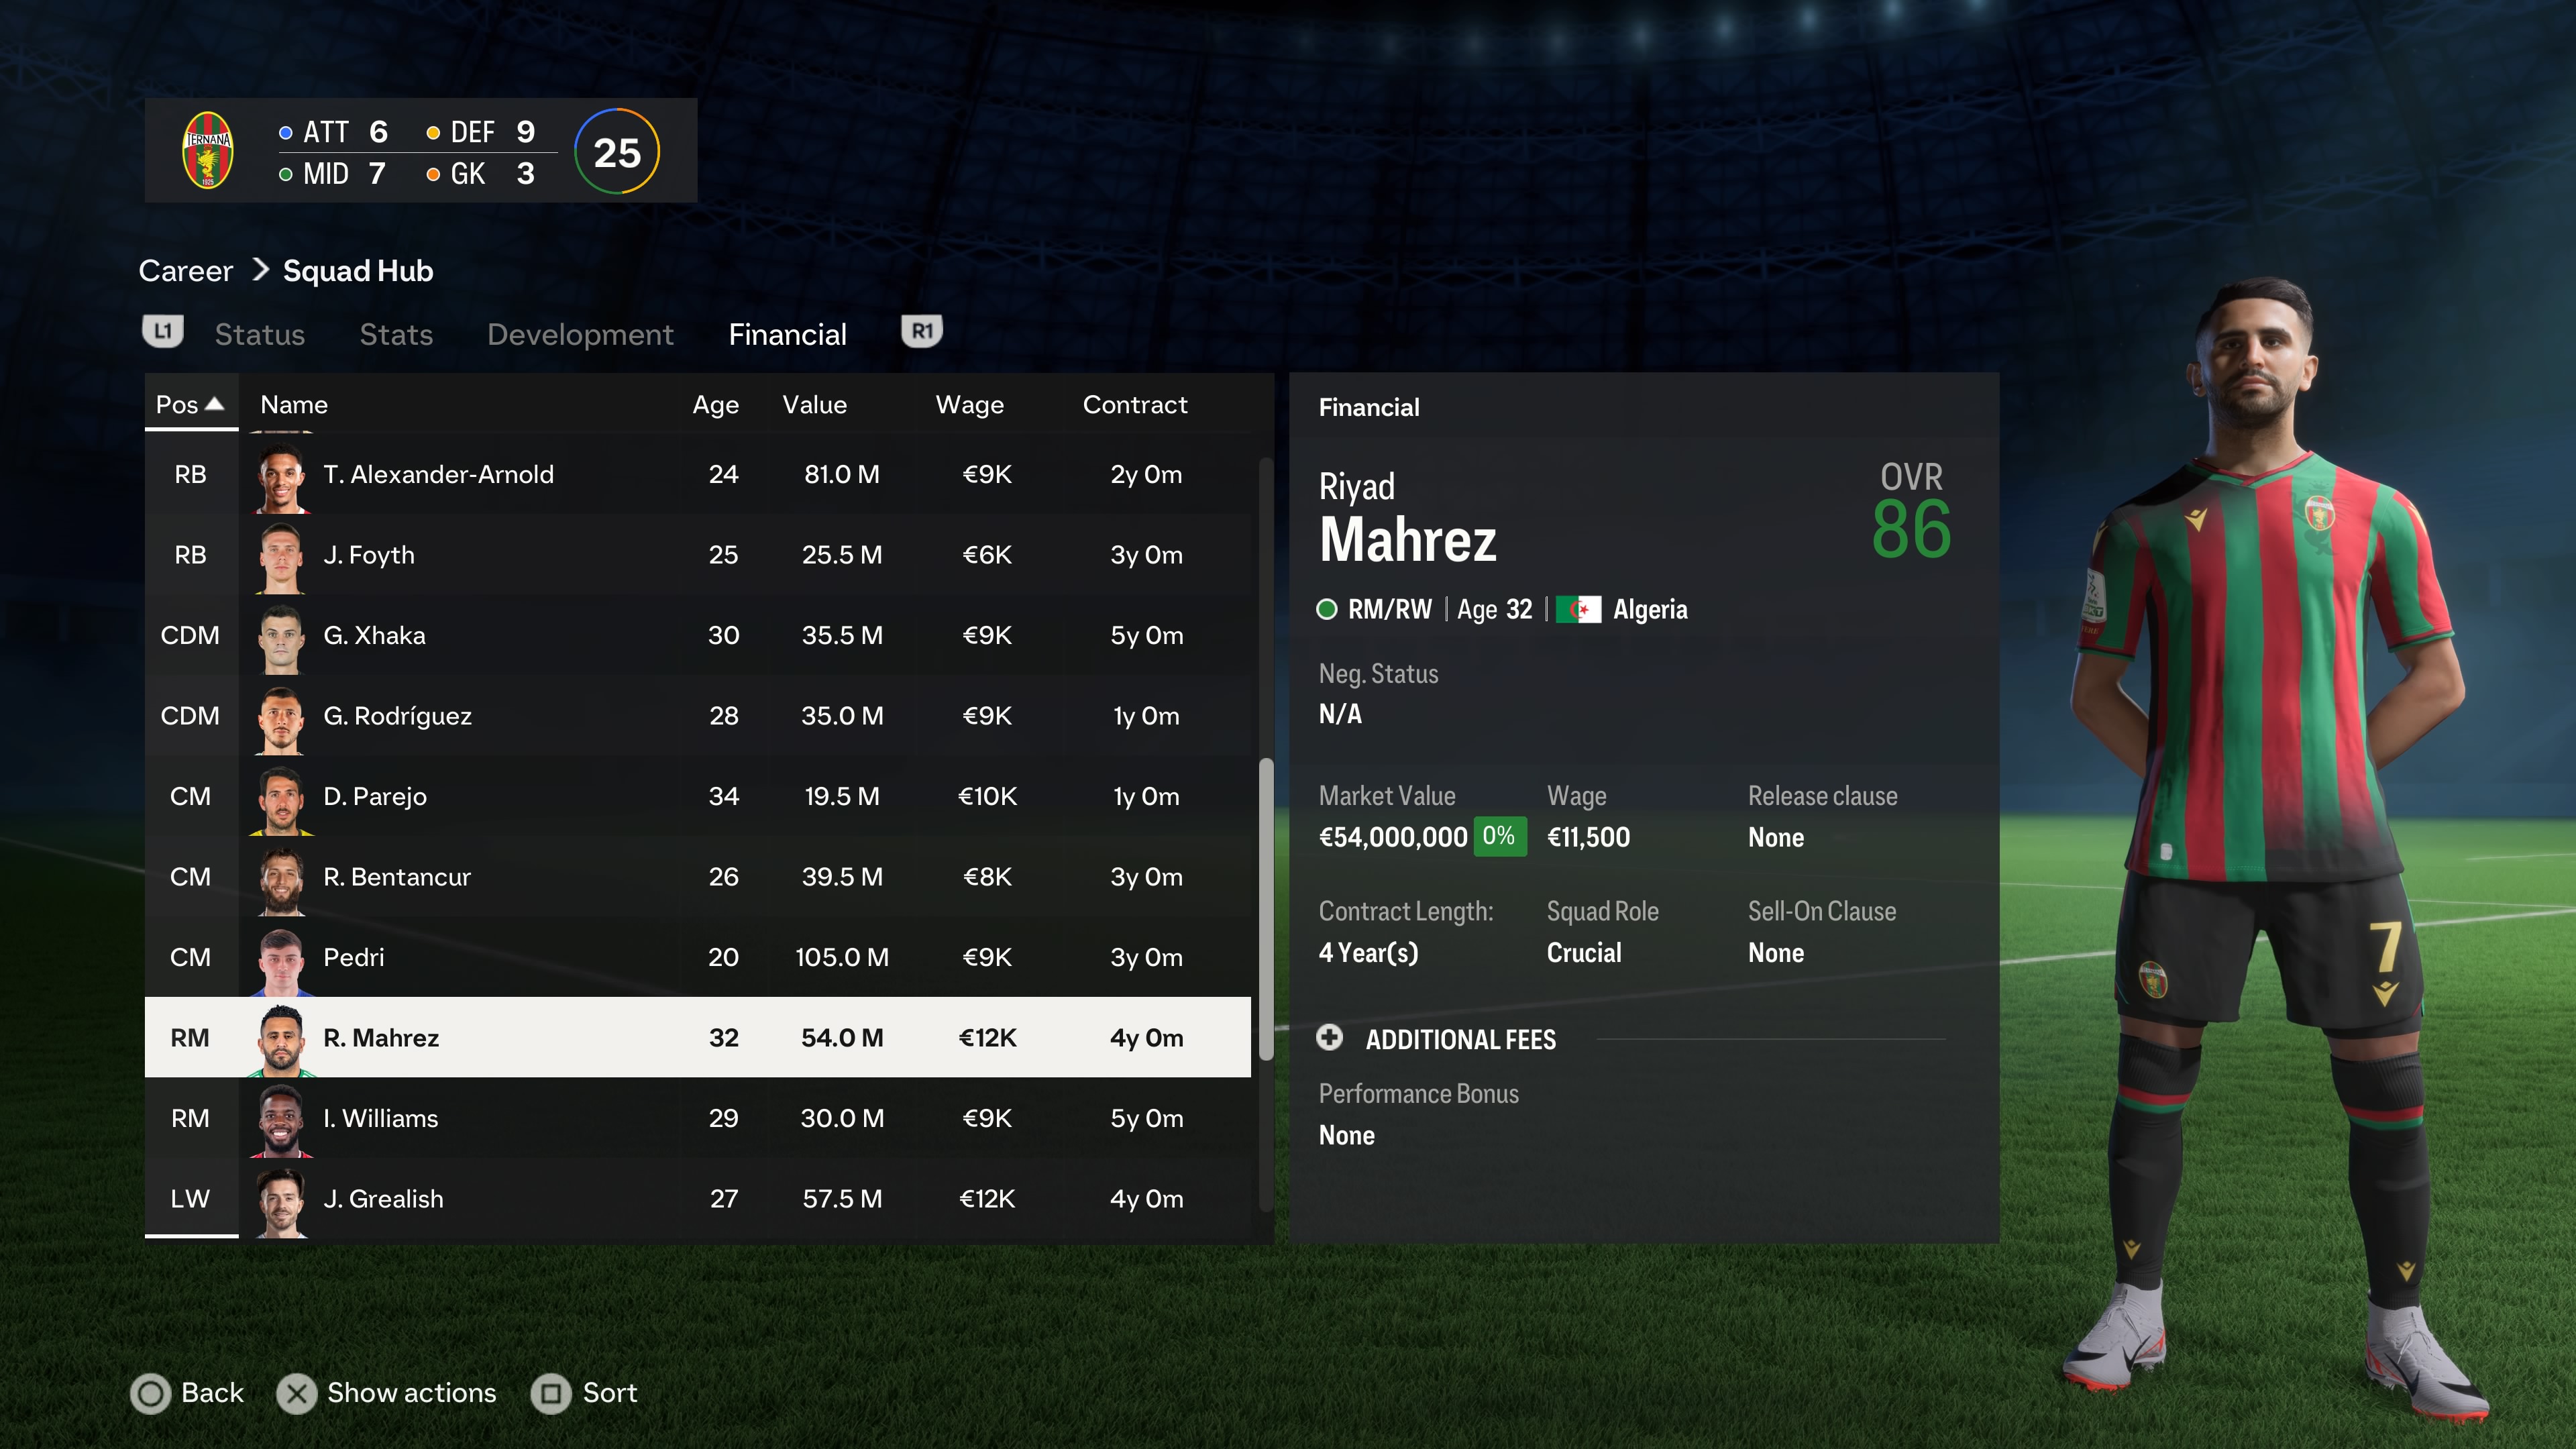 TERNANA
1925
ATT 6 DEF 9
MID 7 GK 3
25
Career > Squad Hub
L1 Status Stats Development Financial R1
Pos Name Age Value Wage Contract
RB T. Alexander-Arnold 24 81.0 M €9K 2y 0m
RB J. Foyth 25 25.5 M €6K 3y 0m
CDM G. Xhaka 30 35.5 M €9K 5y 0m
CDM G. Rodríguez 28 35.0 M €9K 1y 0m
CM D. Parejo 34 19.5 M €10K 1y 0m
CM R. Bentancur 26 39.5 M €8K 3y 0m
CM Pedri 20 105.0 M €9K 3y 0m
RM R. Mahrez 32 54.0 M €12K 4y 0m
RM I. Williams 29 30.0 M €9K 5y 0m
LW J. Grealish 27 57.5 M €12K 4y 0m
Financial
Riyad
Mahrez
OVR
86
RM/RW | Age 32 | Algeria
Neg. Status
N/A
Market Value Wage Release clause
€54,000,000 0% €11,500 None
Contract Length: Squad Role Sell-On Clause
4 Year(s) Crucial None
ADDITIONAL FEES
Performance Bonus
None
7
Back Show actions Sort